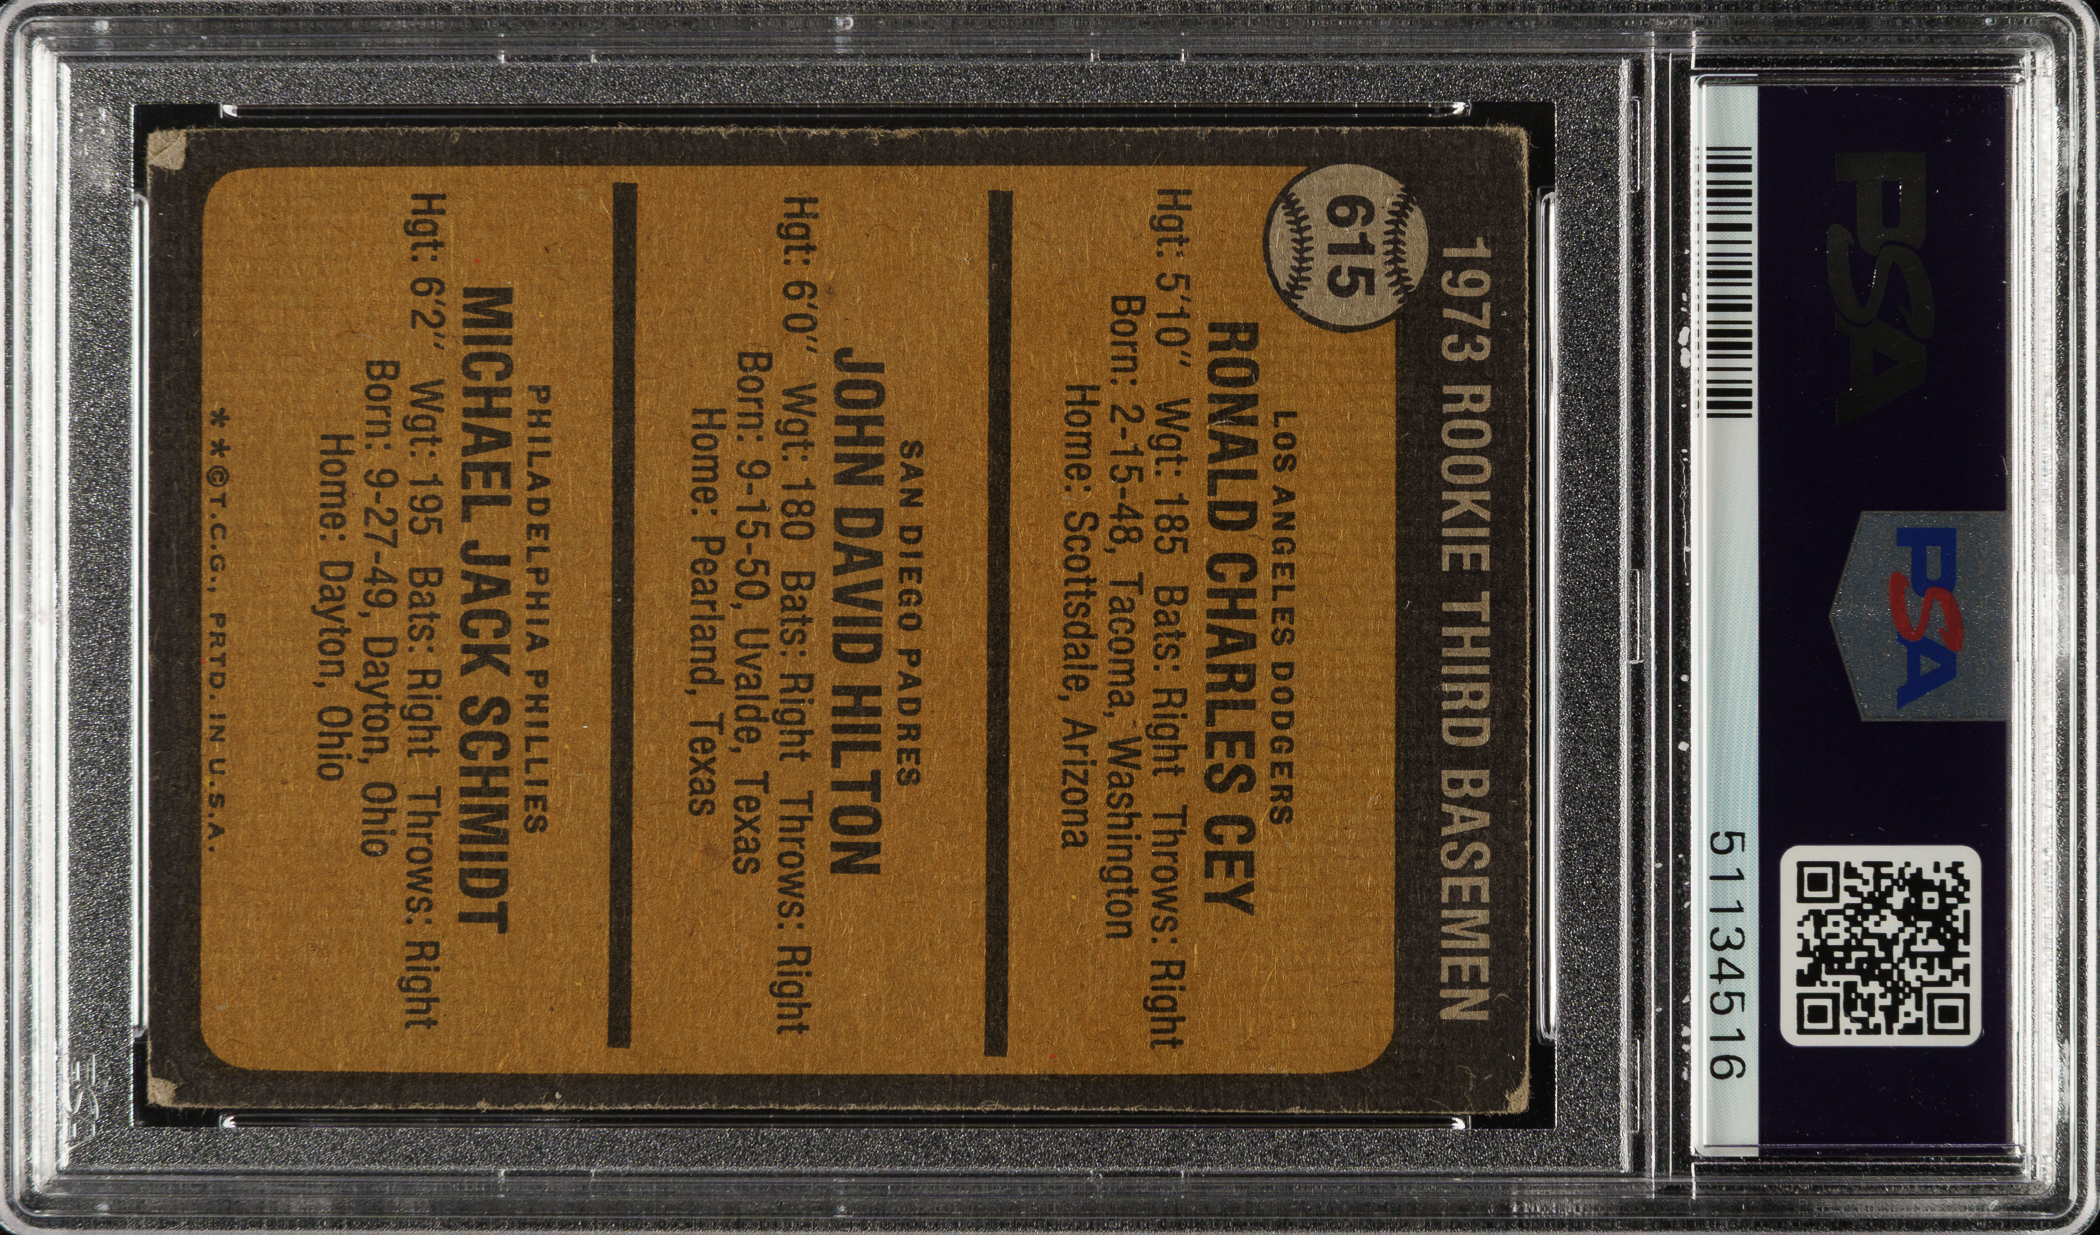 PSA
PSA
51134516
1973 ROOKIE THIRD BASEMEN
615
LOS ANGELES DODGERS
RONALD CHARLES CEY
Hgt: 5'10" Wgt: 185 Bats: Right Throws: Right
Born: 2-15-48, Tacoma, Washington
Home: Scottsdale, Arizona
SAN DIEGO PADRES
JOHN DAVID HILTON
Hgt: 6'0" Wgt: 180 Bats: Right Throws: Right
Born: 9-15-50, Uvalde, Texas
Home: Pearland, Texas
PHILADELPHIA PHILLIES
MICHAEL JACK SCHMIDT
Hgt: 6'2" Wgt: 195 Bats: Right Throws: Right
Born: 9-27-49, Dayton, Ohio
Home: Dayton, Ohio
**©T.C.G., PRTD. IN U.S.A.